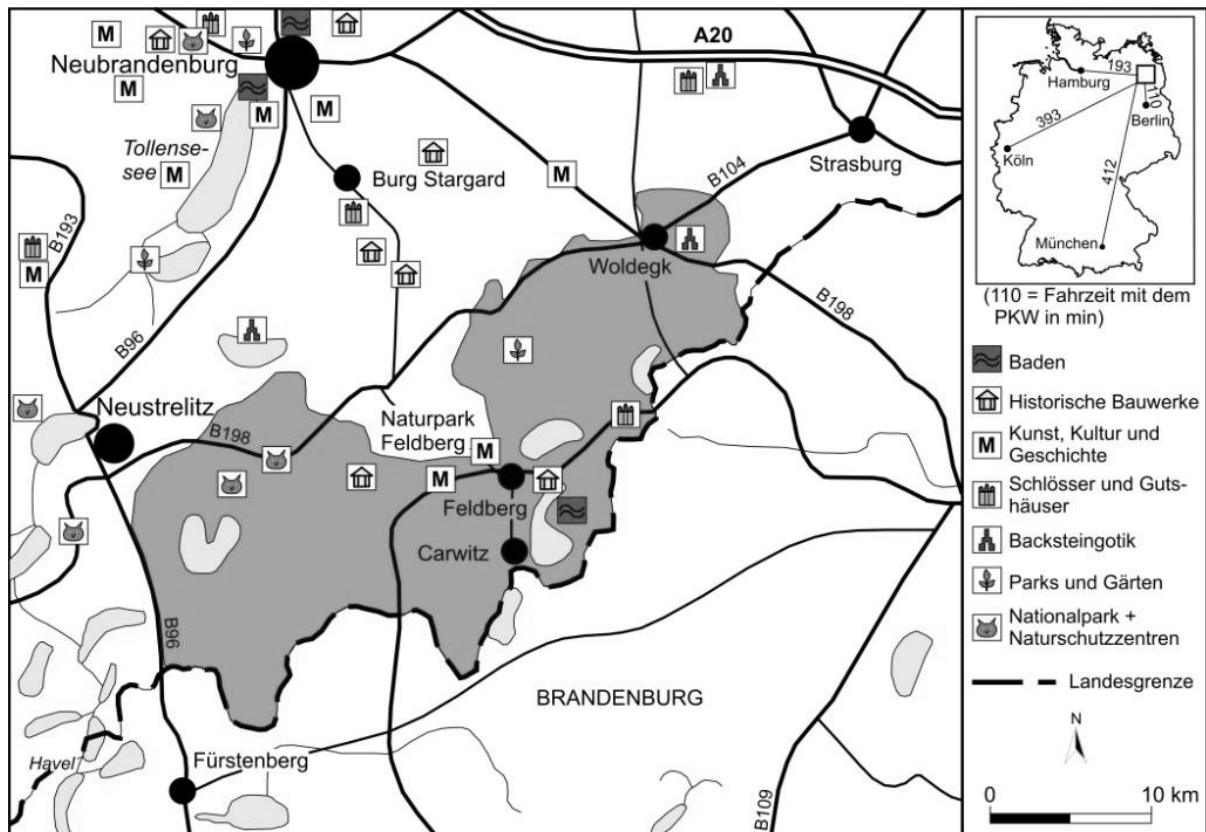 A20
Neubrandenburg
M
M
M
M
Tollense-
see
M
Burg Stargard
M
Strasburg
B104
B193
M
Woldegk
B198
B96
Neustrelitz
B198
Naturpark
Feldberg
M
M
Feldberg
Carwitz
B96
BRANDENBURG
Havel
Fürstenberg
B109
Hamburg
193
110
Berlin
393
Köln
412
München
(110 = Fahrzeit mit dem
PKW in min)
Baden
Historische Bauwerke
M
Kunst, Kultur und
Geschichte
Schlösser und Guts-
häuser
Backsteingotik
Parks und Gärten
Nationalpark +
Naturschutzzentren
Landesgrenze
N
0 10 km